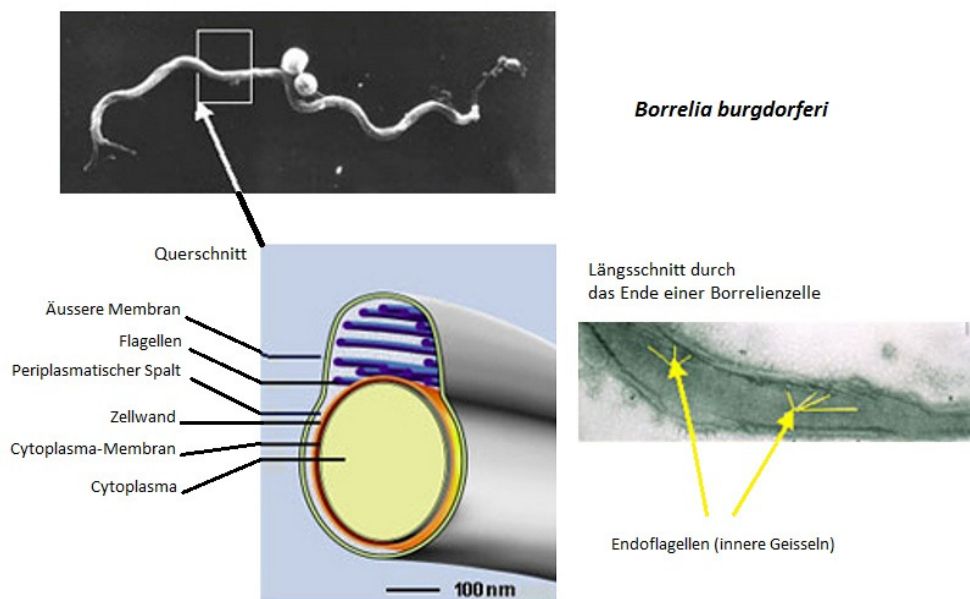 Borrelia burgdorferi
Querschnitt
Äussere Membran
Flagellen
Periplasmatischer Spalt
Zellwand
Cytoplasma-Membran
Cytoplasma
100 nm
Längsschnitt durch
das Ende einer Borrelienzelle
Endoflagellen (innere Geisseln)